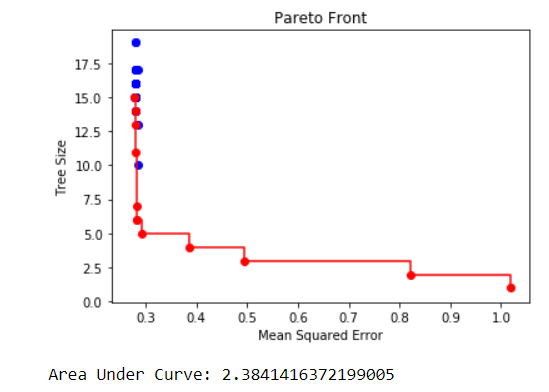 Pareto Front
17.5
15.0
12.5
10.0
7.5
5.0
2.5
0.0
Tree Size
0.3 0.4 0.5 0.6 0.7 0.8 0.9 1.0
Mean Squared Error
Area Under Curve: 2.3841416372199005